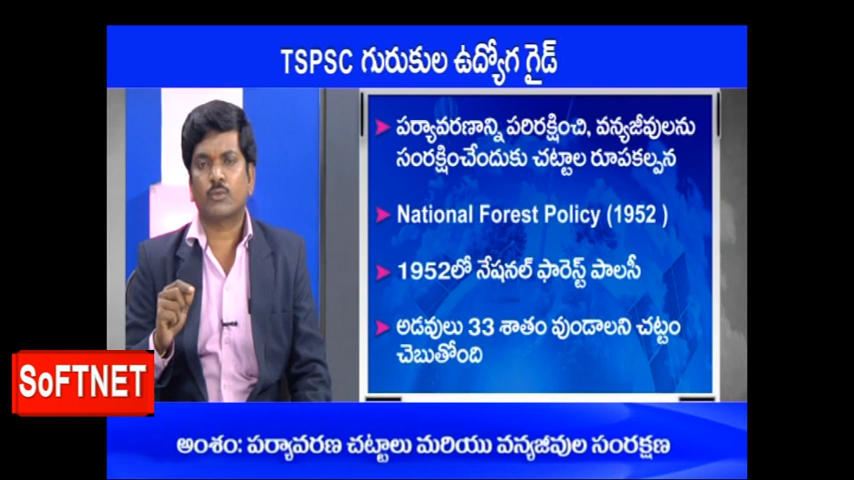 TSPSC గురుకుల ఉద్యోగ గైడ్
పర్యావరణాన్ని పరిరక్షించి, వన్యజీవులను
సంరక్షించేందుకు చట్టాల రూపకల్పన
National Forest Policy (1952 )
1952లో నేషనల్ ఫారెస్ట్ పాలసీ
అడవులు 33 శాతం వుండాలని చట్టం
చెబుతోంది
SoFTNET
అంశం: పర్యావరణ చట్టాలు మరియు వన్యజీవుల సంరక్షణ